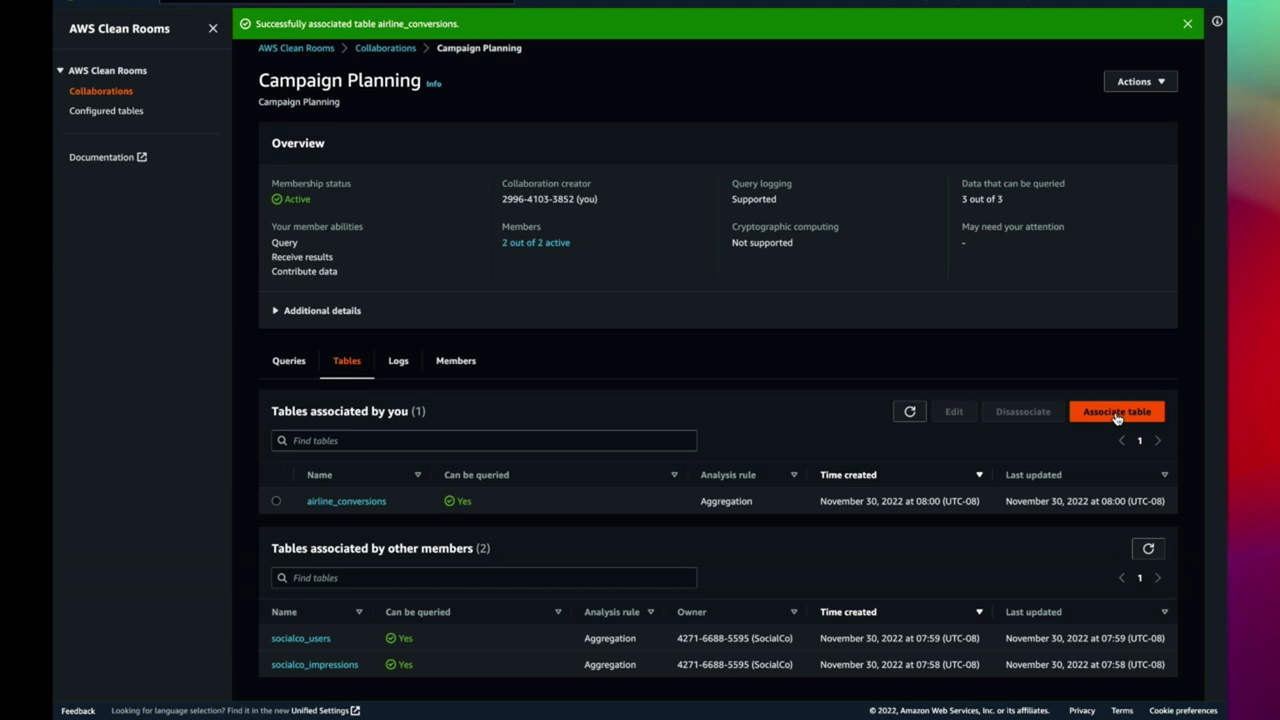 AWS Clean Rooms
Successfully associated table airline_conversions.
AWS Clean Rooms
Collaborations
Configured tables
Documentation
AWS Clean Rooms Collaborations Campaign Planning
Campaign Planning Info
Actions
Campaign Planning
Overview
Membership status
Active
Your member abilities
Query
Receive results
Contribute data
Collaboration creator
2996-4103-3852 (you)
Members
2 out of 2 active
Query logging
Supported
Cryptographic computing
Not supported
Data that can be queried
3 out of 3
May need your attention
-
Additional details
Queries Tables Logs Members
Tables associated by you (1)
Edit Disassociate Associate table
Find tables
1
Name Can be queried Analysis rule Time created Last updated
airline_conversions Yes Aggregation November 30, 2022 at 08:00 (UTC-08) November 30, 2022 at 08:00 (UTC-08)
Tables associated by other members (2)
Find tables
1
Name Can be queried Analysis rule Owner Time created Last updated
socialco_users Yes Aggregation 4271-6688-5595 (SocialCo) November 30, 2022 at 07:59 (UTC-08) November 30, 2022 at 07:59 (UTC-08)
socialco_impressions Yes Aggregation 4271-6688-5595 (SocialCo) November 30, 2022 at 07:58 (UTC-08) November 30, 2022 at 07:58 (UTC-08)
Feedback Looking for language selection? Find it in the new Unified Settings © 2022, Amazon Web Services, Inc. or its affiliates. Privacy Terms Cookie preferences